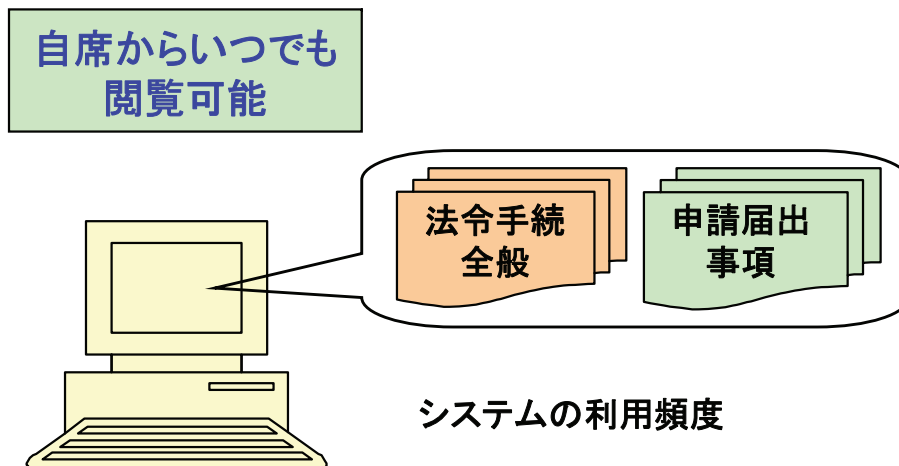 自席からいつでも
閲覧可能
法令手続
全般
申請届出
事項
システムの利用頻度